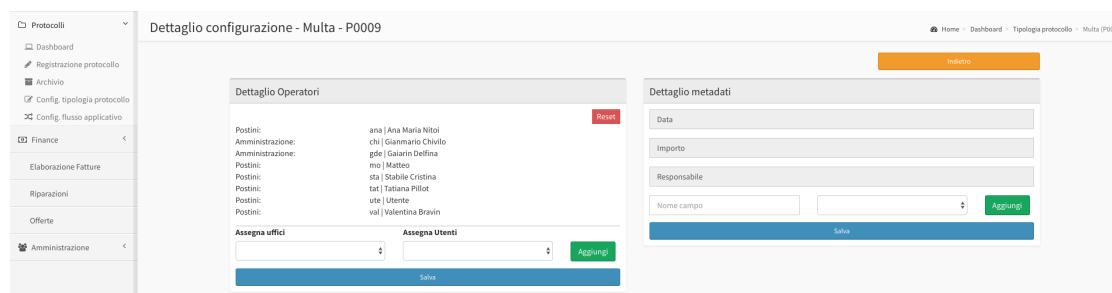 Protocolli
Dashboard
Registrazione protocollo
Archivio
Config. tipologia protocollo
Config. flusso applicativo
Finance
Elaborazione Fatture
Riparazioni
Offerte
Amministrazione
Dettaglio configurazione - Multa - P0009
Home > Dashboard > Tipologia protocollo > Multa (P00
Indietro
Dettaglio Operatori
Reset
Postini: ana | Ana Maria Nitoi
Amministrazione: chi | Gianmario Chivilo
Amministrazione: gde | Gaiarin Delfina
Postini: mo | Matteo
Postini: sta | Stabile Cristina
Postini: tat | Tatiana Pillot
Postini: ute | Utente
Postini: val | Valentina Bravin
Assegna uffici Assegna Utenti
Aggiungi
Salva
Dettaglio metadati
Data
Importo
Responsabile
Nome campo Aggiungi
Salva